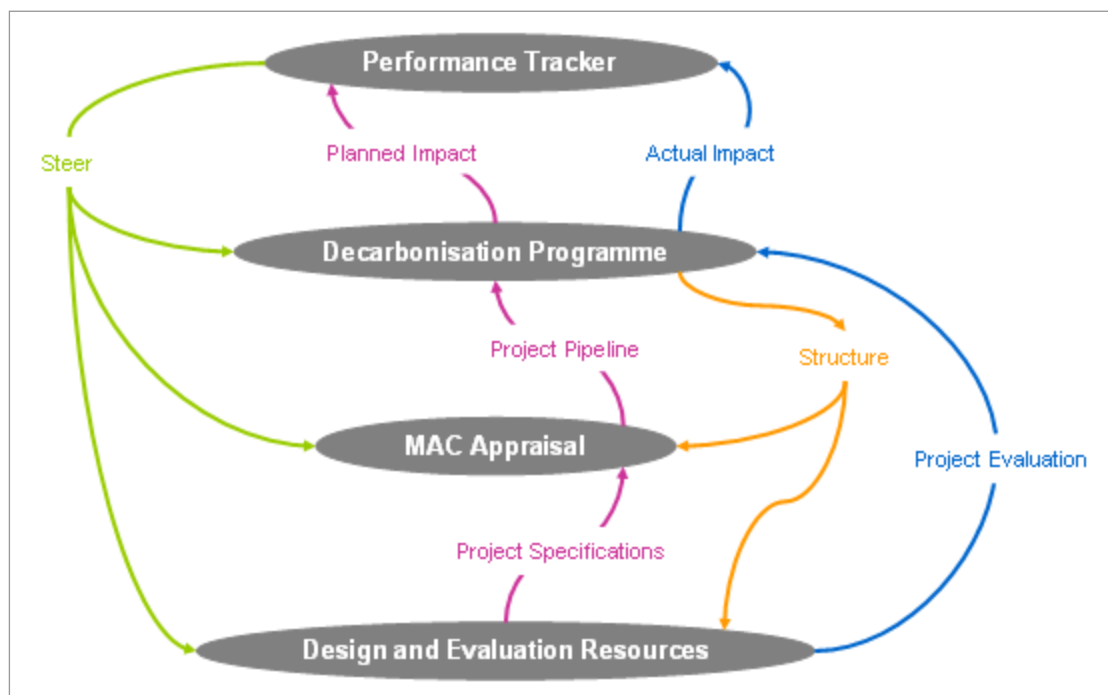 Performance Tracker
Steer
Planned Impact
Actual Impact
Decarbonisation Programme
Project Pipeline
Structure
MAC Appraisal
Project Evaluation
Project Specifications
Design and Evaluation Resources